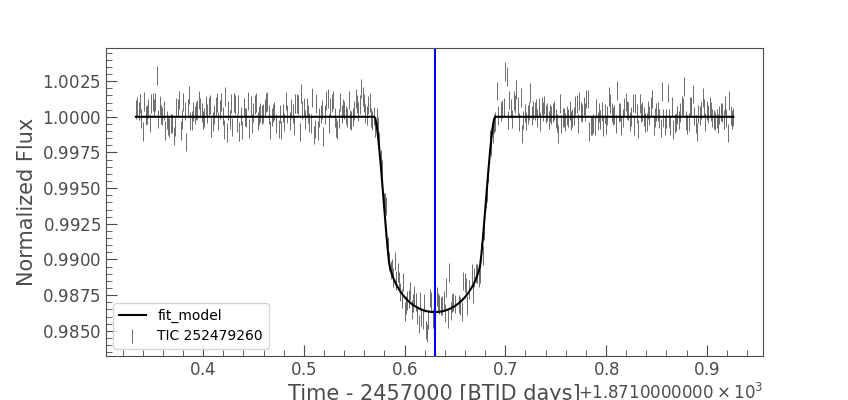 1.0025
1.0000
0.9975
0.9950
0.9925
0.9900
0.9875
0.9850
Normalized Flux
fit_model
TIC 252479260
0.4 0.5 0.6 0.7 0.8 0.9
Time - 2457000 [BTJD days]
+1.8710000000 × 10³